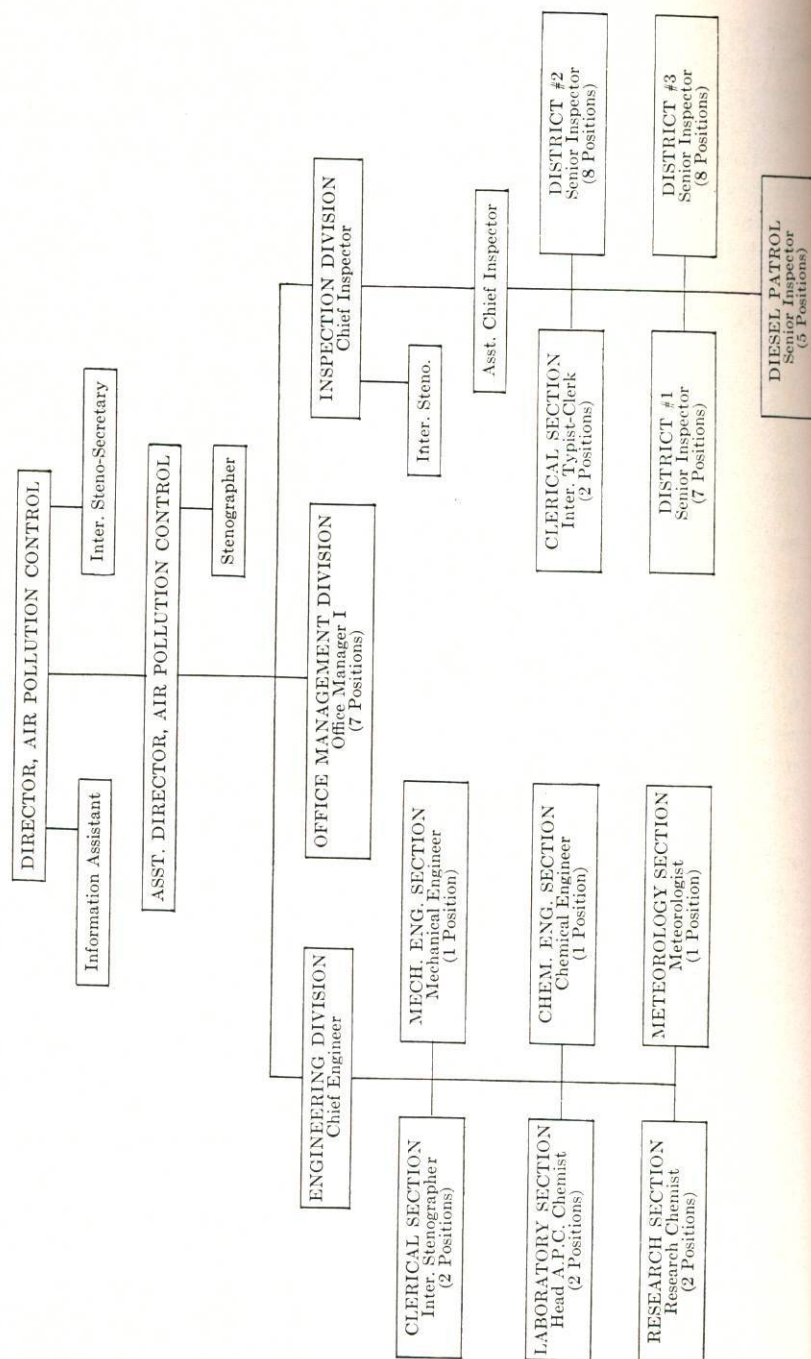 DIRECTOR, AIR POLLUTION CONTROL
Information Assistant
Inter. Steno-Secretary
ASST. DIRECTOR, AIR POLLUTION CONTROL
Stenographer
ENGINEERING DIVISION
Chief Engineer
OFFICE MANAGEMENT DIVISION
Office Manager I
(7 Positions)
INSPECTION DIVISION
Chief Inspector
CLERICAL SECTION
Inter. Stenographer
(2 Positions)
MECH. ENG. SECTION
Mechanical Engineer
(1 Position)
LABORATORY SECTION
Head A.P.C. Chemist
(2 Positions)
CHEM. ENG. SECTION
Chemical Engineer
(1 Position)
RESEARCH SECTION
Research Chemist
(2 Positions)
METEOROLOGY SECTION
Meteorologist
(1 Position)
Inter. Steno.
Asst. Chief Inspector
CLERICAL SECTION
Inter. Typist-Clerk
(2 Positions)
DISTRICT #2
Senior Inspector
(8 Positions)
DISTRICT #1
Senior Inspector
(7 Positions)
DISTRICT #3
Senior Inspector
(8 Positions)
DIESEL PATROL
Senior Inspector
(5 Positions)